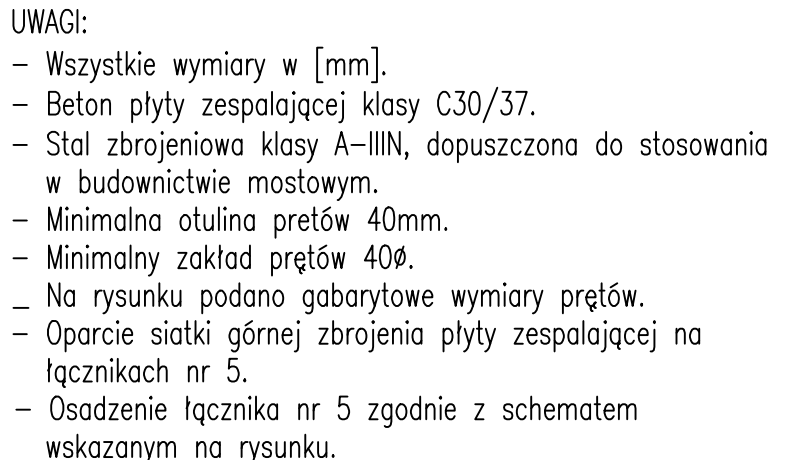 UWAGI:
– Wszystkie wymiary w [mm].
– Beton płyty zespalającej klasy C30/37.
– Stal zbrojeniowa klasy A–IIIN, dopuszczona do stosowania
w budownictwie mostowym.
– Minimalna otulina pretów 40mm.
– Minimalny zakład prętów 40ø.
_ Na rysunku podano gabarytowe wymiary prętów.
– Oparcie siatki górnej zbrojenia płyty zespalającej na
łącznikach nr 5.
– Osadzenie łącznika nr 5 zgodnie z schematem
wskazanym na rysunku.